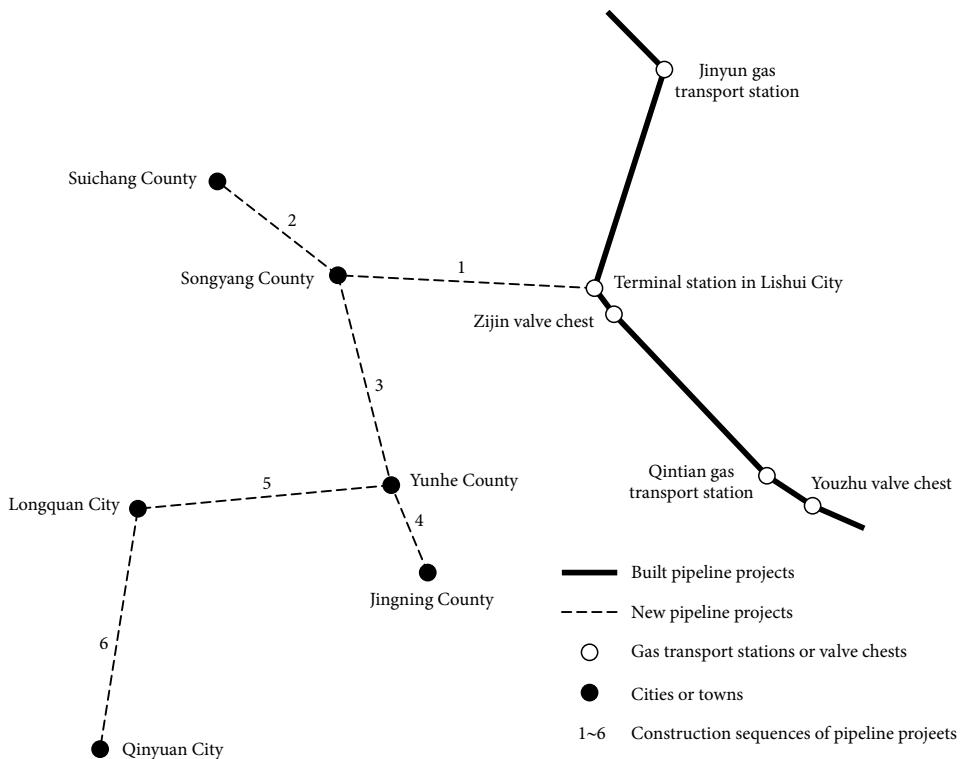 Jinyun gas
transport station
Suichang County
2
Songyang County
1
Terminal station in Lishui City
Zijin valve chest
3
Qintian gas
transport station
Youzhu valve chest
Yunhe County
5
Longquan City
4
Jingning County
6
Qinyuan City
Built pipeline projects
New pipeline projects
Gas transport stations or valve chests
Cities or towns
1~6 Construction sequences of pipeline projeets